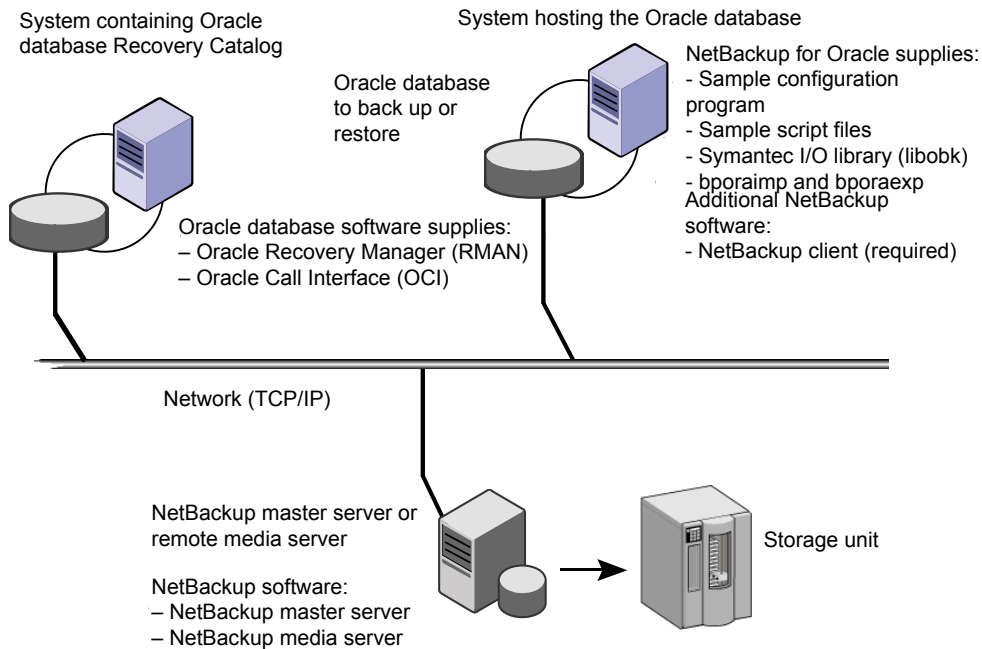 System containing Oracle
database Recovery Catalog
System hosting the Oracle database
Oracle database
to back up or
restore
NetBackup for Oracle supplies:
- Sample configuration
program
- Sample script files
- Symantec I/O library (libobk)
- bporaimp and bporaexp
Additional NetBackup
software:
- NetBackup client (required)
Oracle database software supplies:
– Oracle Recovery Manager (RMAN)
– Oracle Call Interface (OCI)
Network (TCP/IP)
NetBackup master server or
remote media server
NetBackup software:
– NetBackup master server
– NetBackup media server
Storage unit